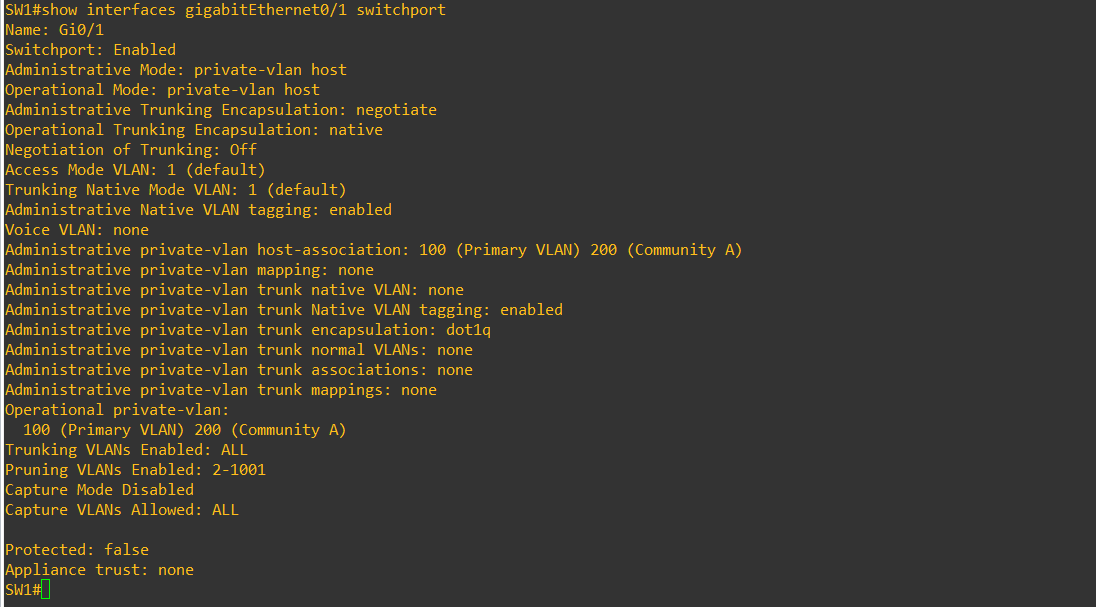 SW1#show interfaces gigabitEthernet0/1 switchport
Name: Gi0/1
Switchport: Enabled
Administrative Mode: private-vlan host
Operational Mode: private-vlan host
Administrative Trunking Encapsulation: negotiate
Operational Trunking Encapsulation: native
Negotiation of Trunking: Off
Access Mode VLAN: 1 (default)
Trunking Native Mode VLAN: 1 (default)
Administrative Native VLAN tagging: enabled
Voice VLAN: none
Administrative private-vlan host-association: 100 (Primary VLAN) 200 (Community A)
Administrative private-vlan mapping: none
Administrative private-vlan trunk native VLAN: none
Administrative private-vlan trunk Native VLAN tagging: enabled
Administrative private-vlan trunk encapsulation: dot1q
Administrative private-vlan trunk normal VLANs: none
Administrative private-vlan trunk associations: none
Administrative private-vlan trunk mappings: none
Operational private-vlan:
  100 (Primary VLAN) 200 (Community A)
Trunking VLANs Enabled: ALL
Pruning VLANs Enabled: 2-1001
Capture Mode Disabled
Capture VLANs Allowed: ALL

Protected: false
Appliance trust: none
SW1#